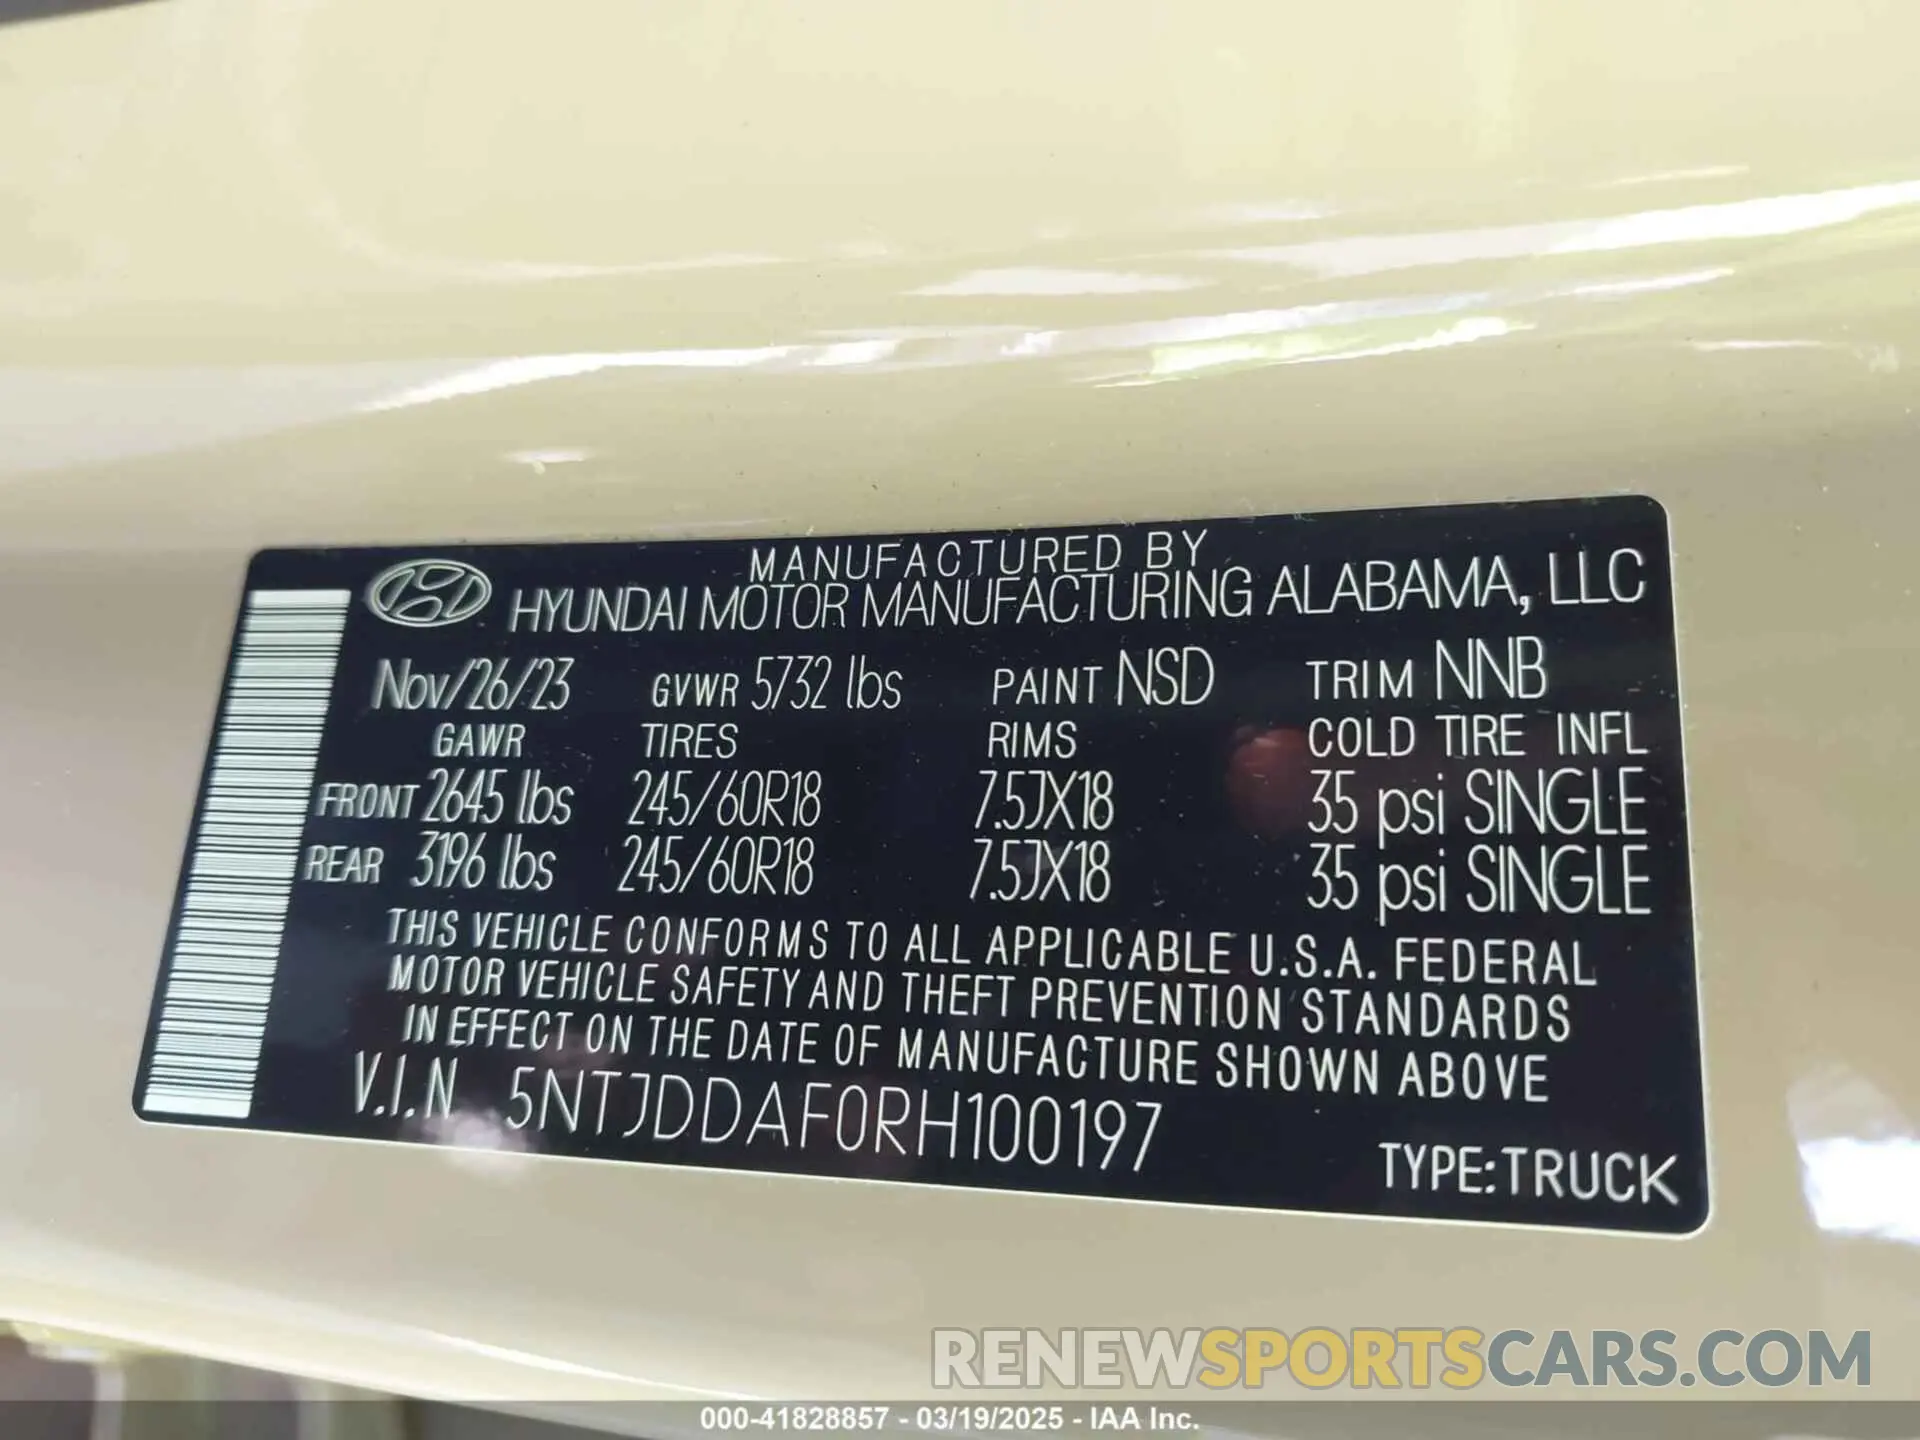 MANUFACTURED BY
HYUNDAI MOTOR MANUFACTURING ALABAMA, LLC
Nov/26/23 GVWR 5732 lbs PAINT NSD TRIM NNB
GAWR TIRES RIMS COLD TIRE INFL
FRONT 2645 lbs 245/60R18 7.5JX18 35 psi SINGLE
REAR 3196 lbs 245/60R18 7.5JX18 35 psi SINGLE
THIS VEHICLE CONFORMS TO ALL APPLICABLE U.S.A. FEDERAL
MOTOR VEHICLE SAFETY AND THEFT PREVENTION STANDARDS
IN EFFECT ON THE DATE OF MANUFACTURE SHOWN ABOVE
V.I.N 5NTJDDAF0RH100197
TYPE:TRUCK
RENEWSPORTSCARS.COM
000-41828857 - 03/19/2025 - IAA Inc.